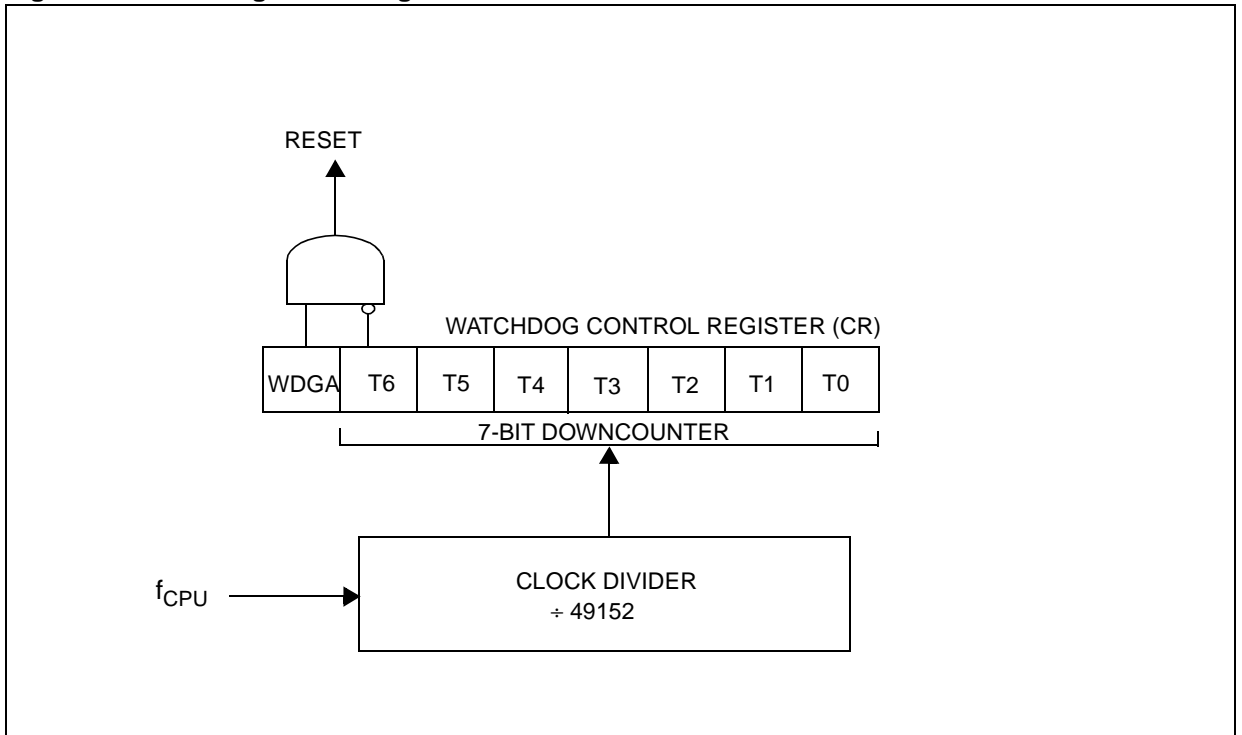 RESET
WATCHDOG CONTROL REGISTER (CR)
WDGA T6 T5 T4 T3 T2 T1 T0
7-BIT DOWNCOUNTER
fCPU
CLOCK DIVIDER
÷ 49152